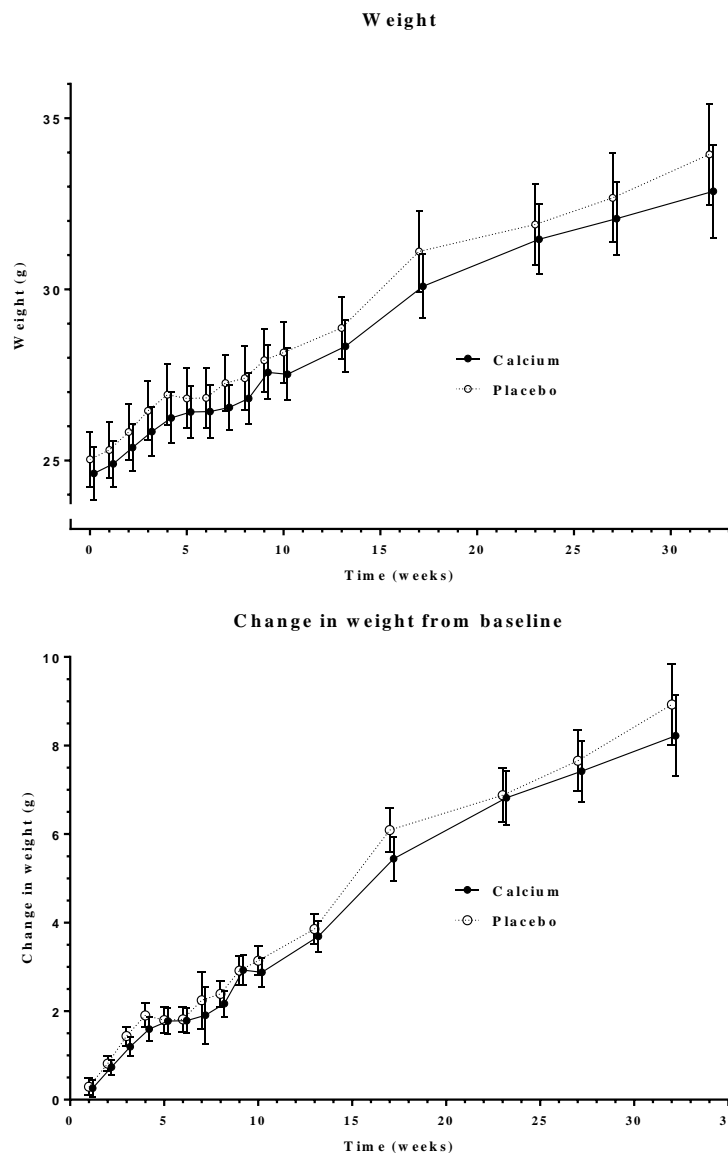 Weight
35
30
25
Weight (g)
Calcium
Placebo
0 5 10 15 20 25 30
Time (weeks)
Change in weight from baseline
10
8
6
4
2
0
Change in weight (g)
Calcium
Placebo
0 5 10 15 20 25 30 3
Time (weeks)